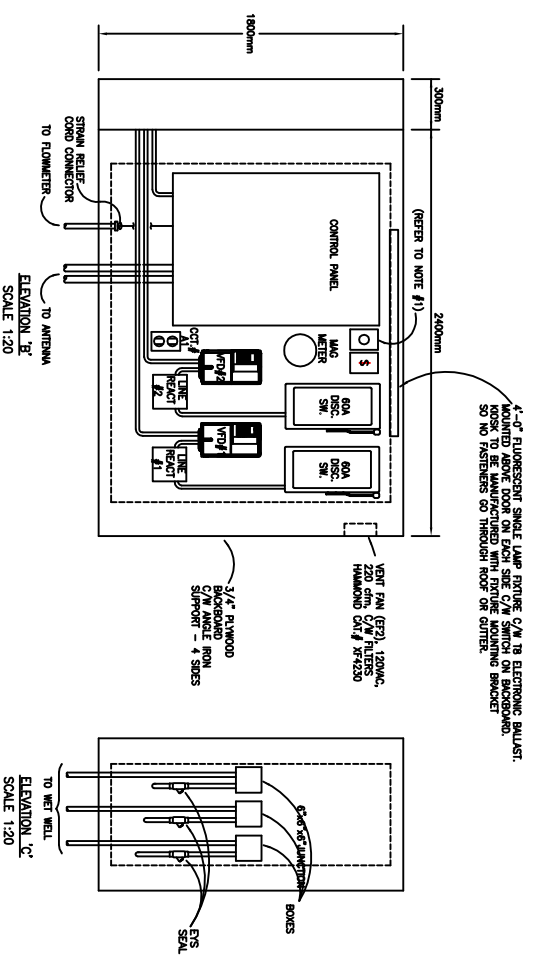 4'-0" FLUORESCENT SINGLE LAMP FIXTURE C/W T8 ELECTRONIC BALLAST.
MOUNTED ABOVE DOOR ON EACH SIDE C/W SWITCH ON BACKBOARD.
KIOSK TO BE MANUFACTURED WITH FIXTURE MOUNTING BRACKET
SO NO FASTENERS GO THROUGH ROOF OR GUTTER.
300mm
2400mm
(REFER TO NOTE #1)
1800mm
CONTROL PANEL
$
MAG
METER
60A
DISC.
SW.
60A
DISC.
SW.
CCT.#
A1
VFD#2
LINE
REACT
#2
VFD#1
LINE
REACT
#1
VENT FAN (EF2), 120VAC,
220 cfm, C/W FILTERS
HAMMOND CAT.# XF4230
3/4" PLYWOOD
BACKBOARD
C/W ANGLE IRON
SUPPORT - 4 SIDES
STRAIN RELIEF
CORD CONNECTOR
TO FLOWMETER
TO ANTENNA
ELEVATION 'B'
SCALE 1:20
6"x6"x6" JUNCTION
BOXES
EYS
SEAL
TO WET WELL
ELEVATION 'C'
SCALE 1:20